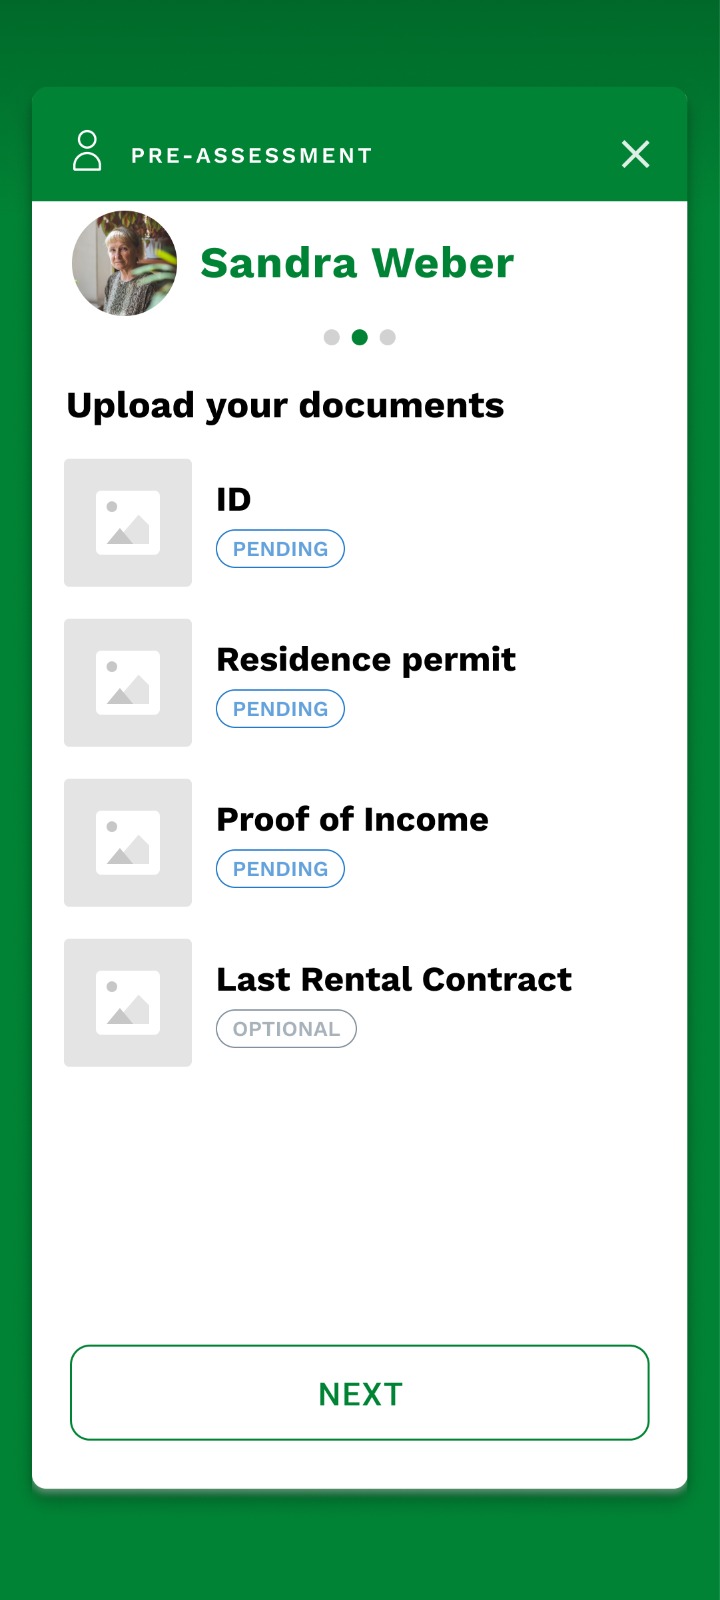 PRE-ASSESSMENT
Sandra Weber
Upload your documents
ID
PENDING
Residence permit
PENDING
Proof of Income
PENDING
Last Rental Contract
OPTIONAL
NEXT